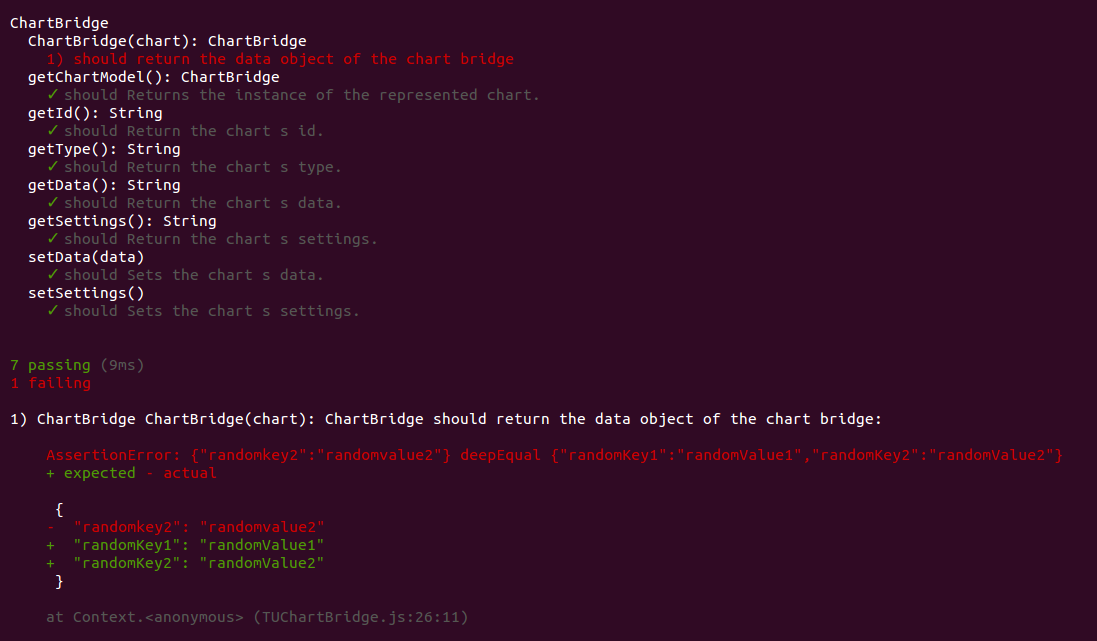 ChartBridge
ChartBridge(chart): ChartBridge
1) should return the data object of the chart bridge
getChartModel(): ChartBridge
✓ should Returns the instance of the represented chart.
getId(): String
✓ should Return the chart s id.
getType(): String
✓ should Return the chart s type.
getData(): String
✓ should Return the chart s data.
getSettings(): String
✓ should Return the chart s settings.
setData(data)
✓ should Sets the chart s data.
setSettings()
✓ should Sets the chart s settings.
7 passing (9ms)
1 failing
1) ChartBridge ChartBridge(chart): ChartBridge should return the data object of the chart bridge:
AssertionError: {"randomkey2":"randomvalue2"} deepEqual {"randomKey1":"randomValue1","randomKey2":"randomValue2"}
+ expected - actual
{
-  "randomkey2": "randomvalue2"
+  "randomKey1": "randomValue1"
+  "randomKey2": "randomValue2"
}
at Context.<anonymous> (TUChartBridge.js:26:11)